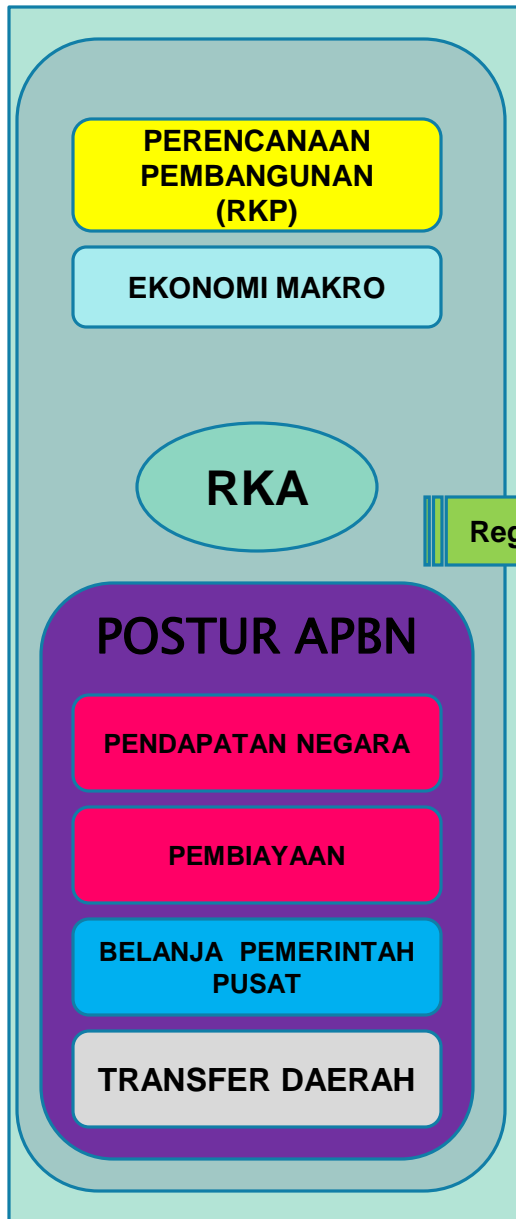 PERENCANAAN
PEMBANGUNAN
(RKP)
EKONOMI MAKRO
RKA
Reg
POSTUR APBN
PENDAPATAN NEGARA
PEMBIAYAAN
BELANJA PEMERINTAH
PUSAT
TRANSFER DAERAH